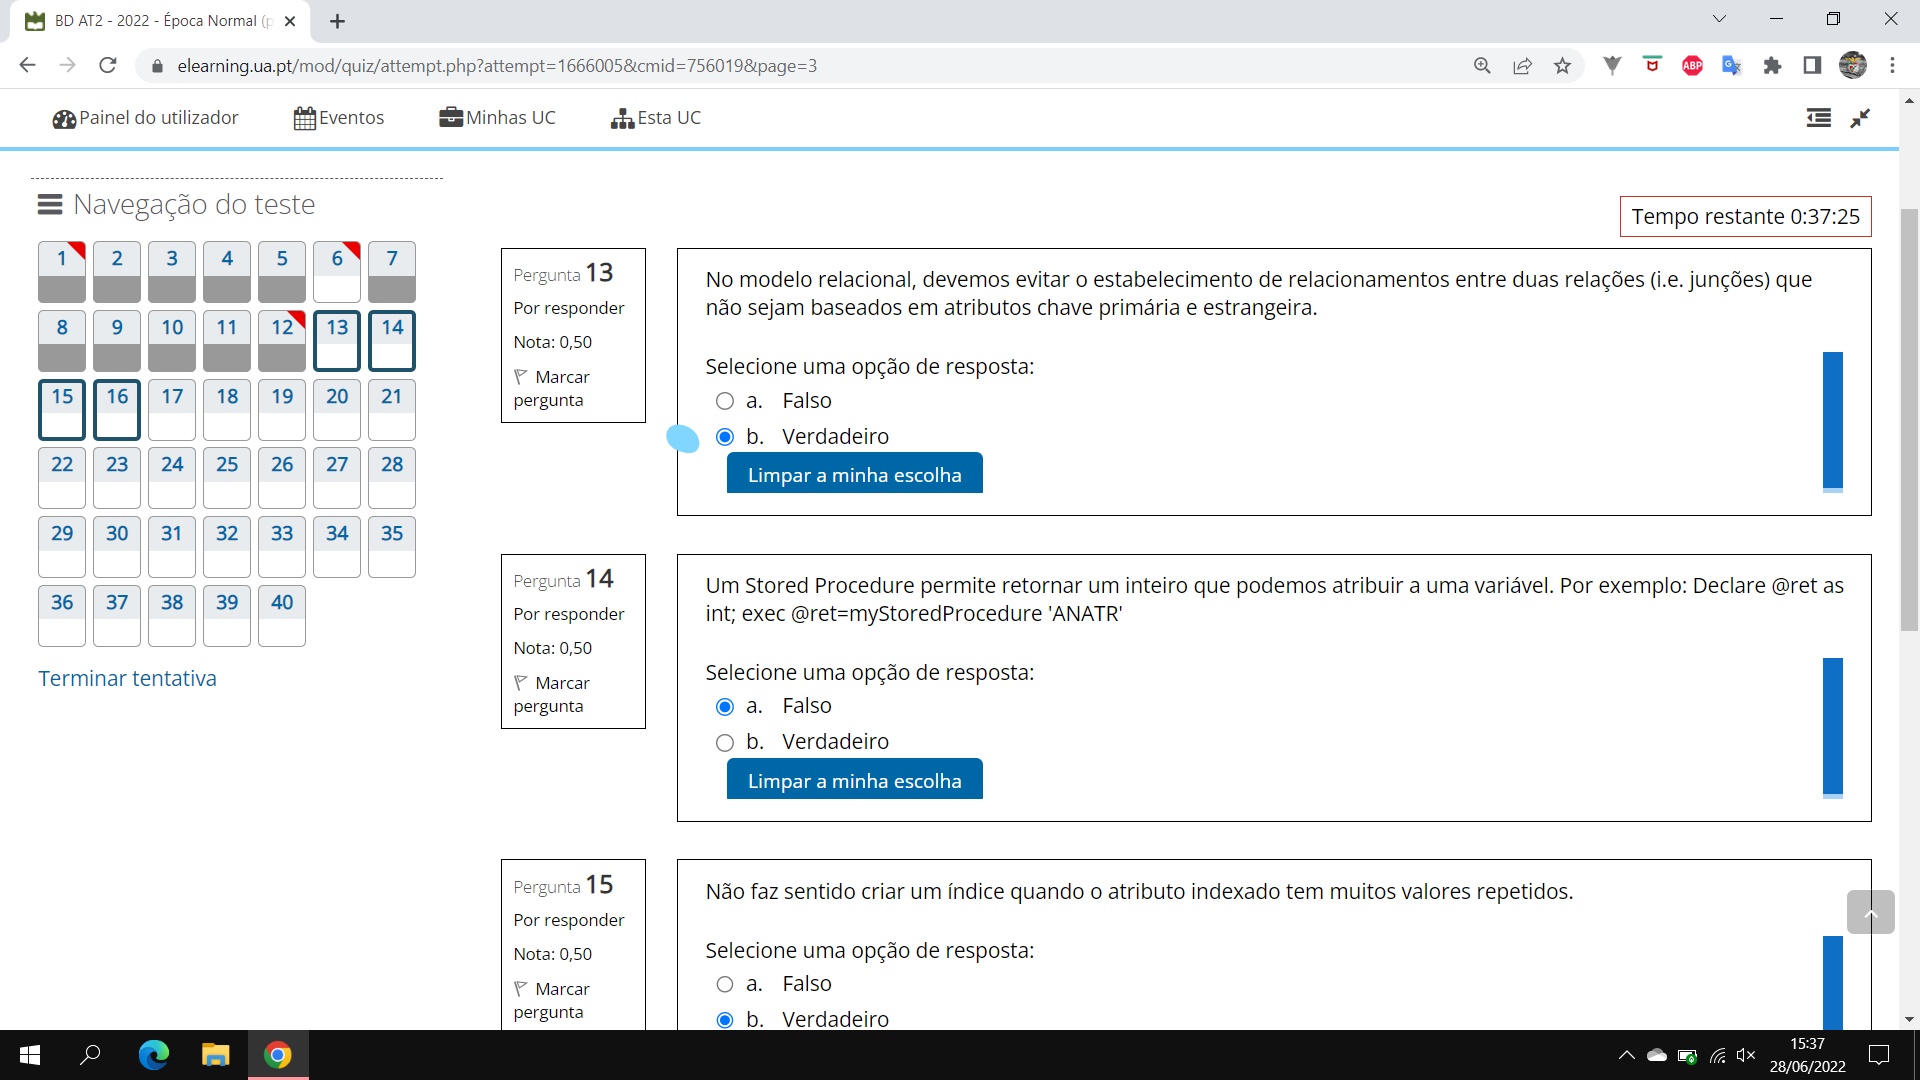 BD AT2 - 2022 - Época Normal (p
elearning.ua.pt/mod/quiz/attempt.php?attempt=1666005&cmid=756019&page=3
ABP
Painel do utilizador
Eventos
Minhas UC
Esta UC
Navegação do teste
1 2 3 4 5 6 7
8 9 10 11 12 13 14
15 16 17 18 19 20 21
22 23 24 25 26 27 28
29 30 31 32 33 34 35
36 37 38 39 40
Terminar tentativa
Tempo restante 0:37:25
Pergunta 13
Por responder
Nota: 0,50
Marcar
pergunta
No modelo relacional, devemos evitar o estabelecimento de relacionamentos entre duas relações (i.e. junções) que
não sejam baseados em atributos chave primária e estrangeira.
Selecione uma opção de resposta:
a. Falso
b. Verdadeiro
Limpar a minha escolha
Pergunta 14
Por responder
Nota: 0,50
Marcar
pergunta
Um Stored Procedure permite retornar um inteiro que podemos atribuir a uma variável. Por exemplo: Declare @ret as
int; exec @ret=myStoredProcedure 'ANATR'
Selecione uma opção de resposta:
a. Falso
b. Verdadeiro
Limpar a minha escolha
Pergunta 15
Por responder
Nota: 0,50
Marcar
pergunta
Não faz sentido criar um índice quando o atributo indexado tem muitos valores repetidos.
Selecione uma opção de resposta:
a. Falso
b. Verdadeiro
15:37
28/06/2022